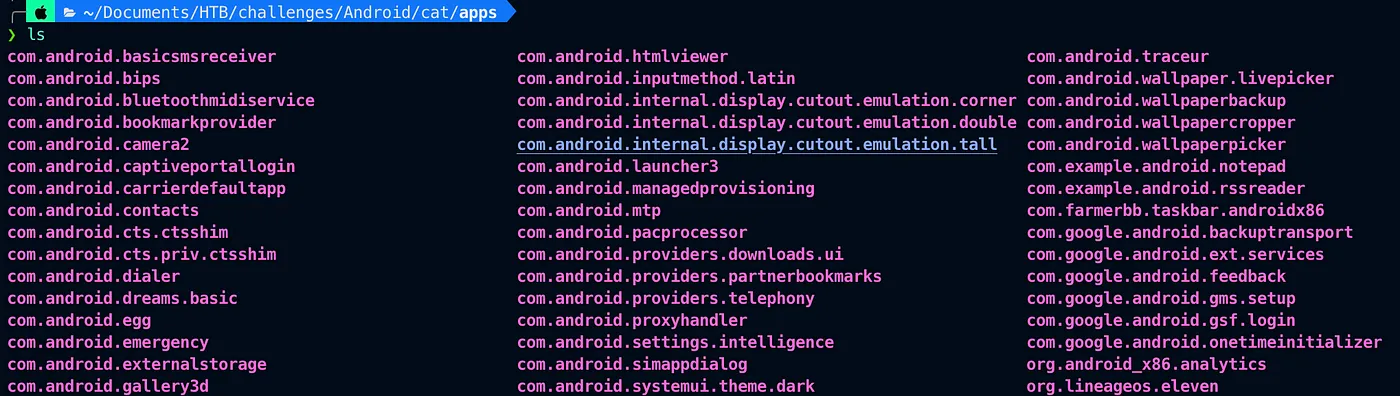 ~/Documents/HTB/challenges/Android/cat/apps
❯ ls
com.android.basicsmsreceiver com.android.htmlviewer com.android.traceur
com.android.bips com.android.inputmethod.latin com.android.wallpaper.livepicker
com.android.bluetoothmidiservice com.android.internal.display.cutout.emulation.corner com.android.wallpaperbackup
com.android.bookmarkprovider com.android.internal.display.cutout.emulation.double com.android.wallpapercropper
com.android.camera2 com.android.internal.display.cutout.emulation.tall com.android.wallpaperpicker
com.android.captiveportallogin com.android.launcher3 com.example.android.notepad
com.android.carrierdefaultapp com.android.managedprovisioning com.example.android.rssreader
com.android.contacts com.android.mtp com.farmerbb.taskbar.androidx86
com.android.cts.ctsshim com.android.pacprocessor com.google.android.backuptransport
com.android.cts.priv.ctsshim com.android.providers.downloads.ui com.google.android.ext.services
com.android.dialer com.android.providers.partnerbookmarks com.google.android.feedback
com.android.dreams.basic com.android.providers.telephony com.google.android.gms.setup
com.android.egg com.android.proxyhandler com.google.android.gsf.login
com.android.emergency com.android.settings.intelligence com.google.android.onetimeinitializer
com.android.externalstorage com.android.simappdialog org.android_x86.analytics
com.android.gallery3d com.android.systemui.theme.dark org.lineageos.eleven